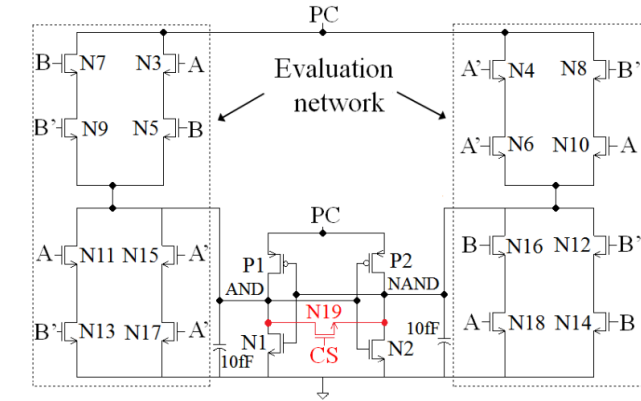 PC
B N7 N3 A A' N4 N8 B'
Evaluation
network
B' N9 N5 B A' N6 N10 A
PC
A N11 N15 A' P1 P2 B N16 N12 B'
AND NAND
N19
B' N13 N17 A' 10fF N1 CS N2 10fF A N18 N14 B